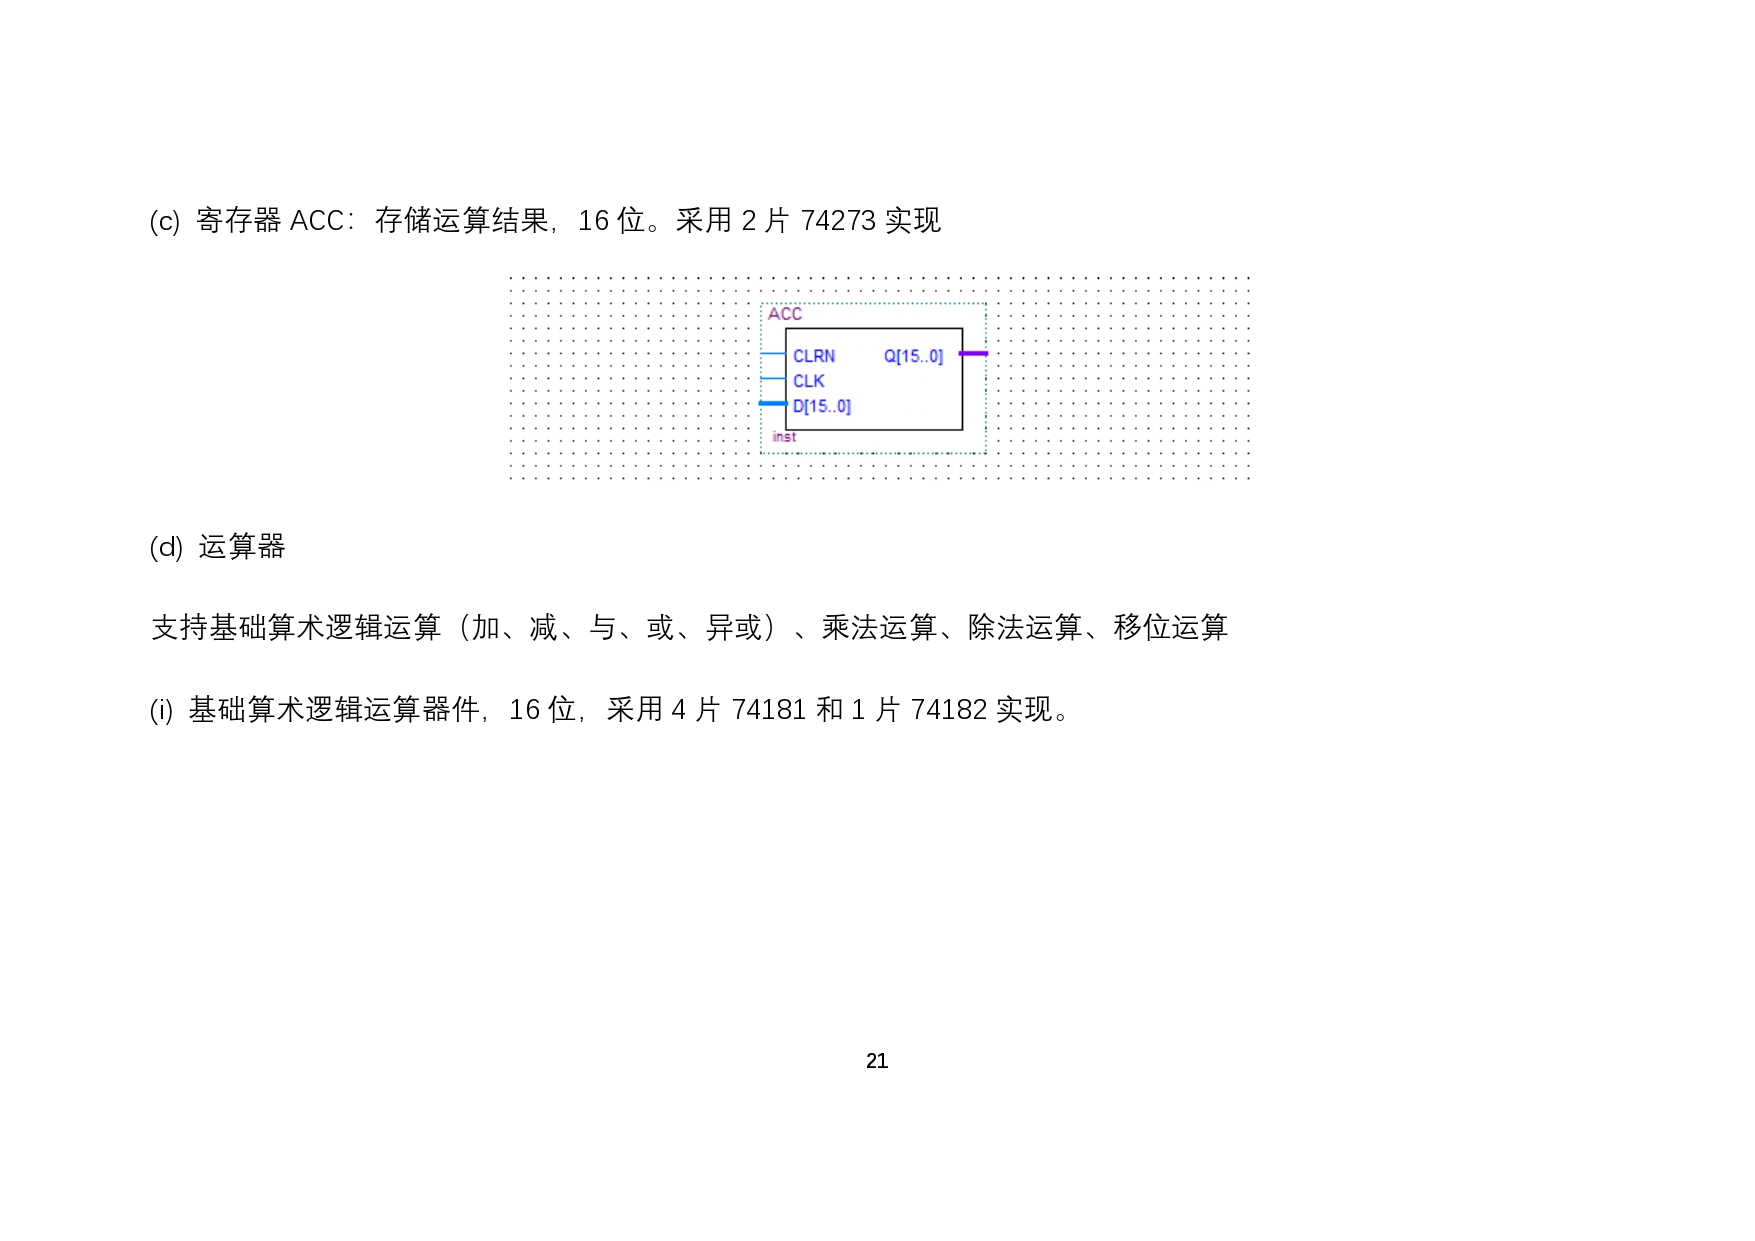 (c) 寄存器 ACC：存储运算结果，16 位。采用 2 片 74273 实现
ACC
CLRN Q[15..0]
CLK
D[15..0]
inst
(d) 运算器
支持基础算术逻辑运算（加、减、与、或、异或）、乘法运算、除法运算、移位运算
(i) 基础算术逻辑运算器件，16 位，采用 4 片 74181 和 1 片 74182 实现。
21